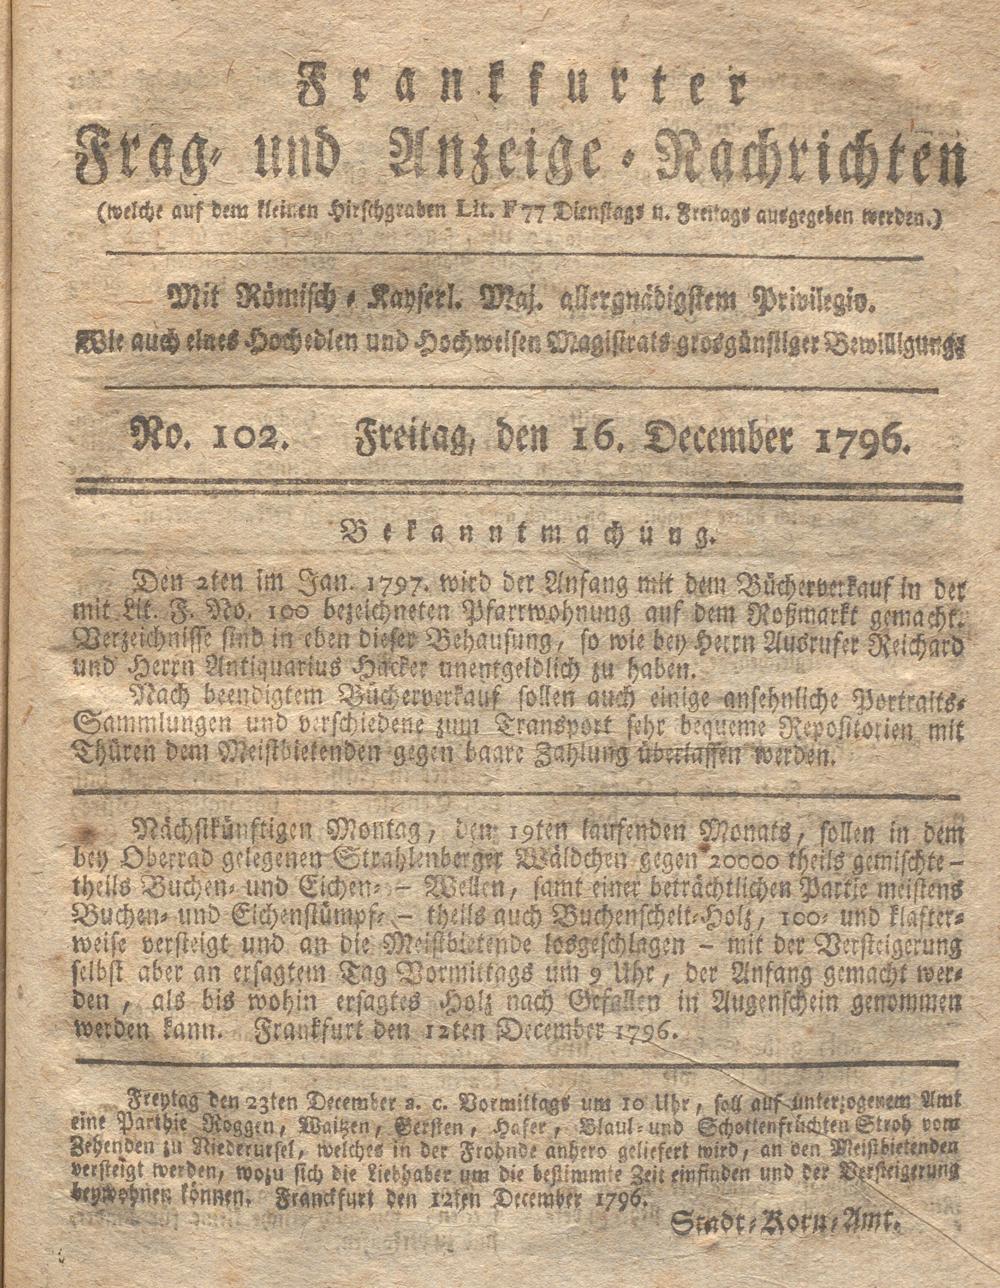 Frankfurter
Frag- und Anzeige-Nachrichten
(welche auf dem kleinen Hirschgraben Lit. F 77 Dienstags u. Freitags ausgegeben werden.)
Mit Römisch-Kayserl. Maj. allergnädigstem Privilegio.
Wie auch eines Hochedlen und Hochweisen Magistrats grosgünstiger Bewilligung.
No. 102. Freitag, den 16. December 1796.
Bekanntmachung.
Den 2ten im Jan. 1797. wird der Anfang mit dem Bücherverkauf in der
mit Lit. F. No. 100 bezeichneten Pfarrwohnung auf dem Roßmarkt gemacht.
Verzeichnisse sind in eben dieser Behausung, so wie bey Herrn Ausrufer Reichard
und Herrn Antiquarius Hacker unentgeldlich zu haben.
Nach beendigtem Bücherverkauf sollen auch einige ansehnliche Portraits-
Sammlungen und verschiedene zum Transport sehr bequeme Repositorien mit
Thüren dem Meistbietenden gegen baare Zahlung überlassen werden.
Nächstkünftigen Montag, den 19ten laufenden Monats, sollen in dem
bey Oberrad gelegenen Strahlenberger Wäldchen gegen 20000 theils gemischte –
theils Buchen- und Eichen- – Wellen, samt einer beträchtlichen Partie meistens
Buchen- und Eichenstümpf- – theils auch Buchenscheit-Holz, 100- und klafter-
weise versteigt und an die Meistbietende losgeschlagen – mit der Versteigerung
selbst aber an ersagtem Tag Vormittags um 9 Uhr, der Anfang gemacht wer-
den, als bis wohin ersagtes Holz nach Gefallen in Augenschein genommen
werden kann. Frankfurt den 12ten December 1796.
Freytag den 23ten December a. c. Vormittags um 10 Uhr, soll auf unterzogenem Amt
eine Parthie Roggen, Waitzen, Gersten, Hafer, Blaul- und Schottenfrüchten Stroh vom
Zehenden zu Niederursel, welches in der Frohnde anhero geliefert wird, an den Meistbietenden
versteigt werden, wozu sich die Liebhaber um die bestimmte Zeit einfinden und der Versteigerung
beywohnen können. Franckfurt den 12ten December 1796.
Stadt-Korn-Amt.